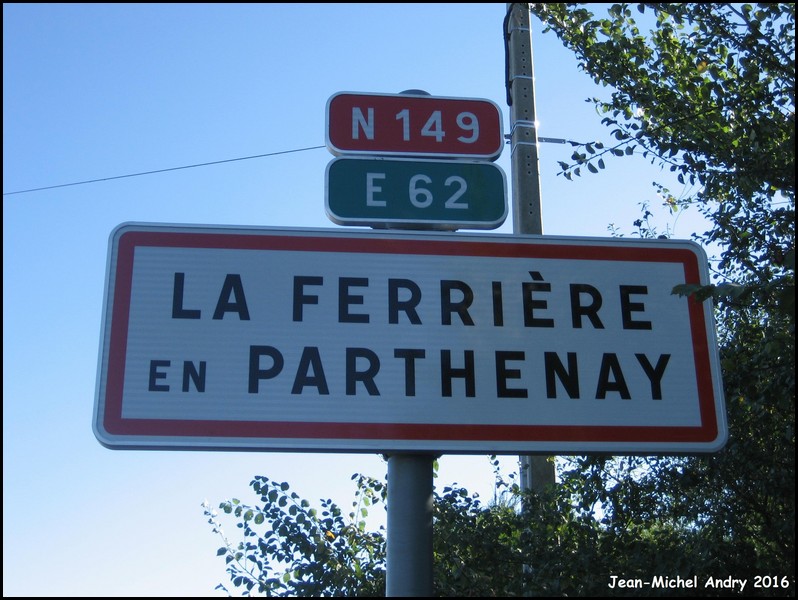 N 149
E 62
LA FERRIÈRE
EN PARTHENAY
Jean-Michel Andry 2016